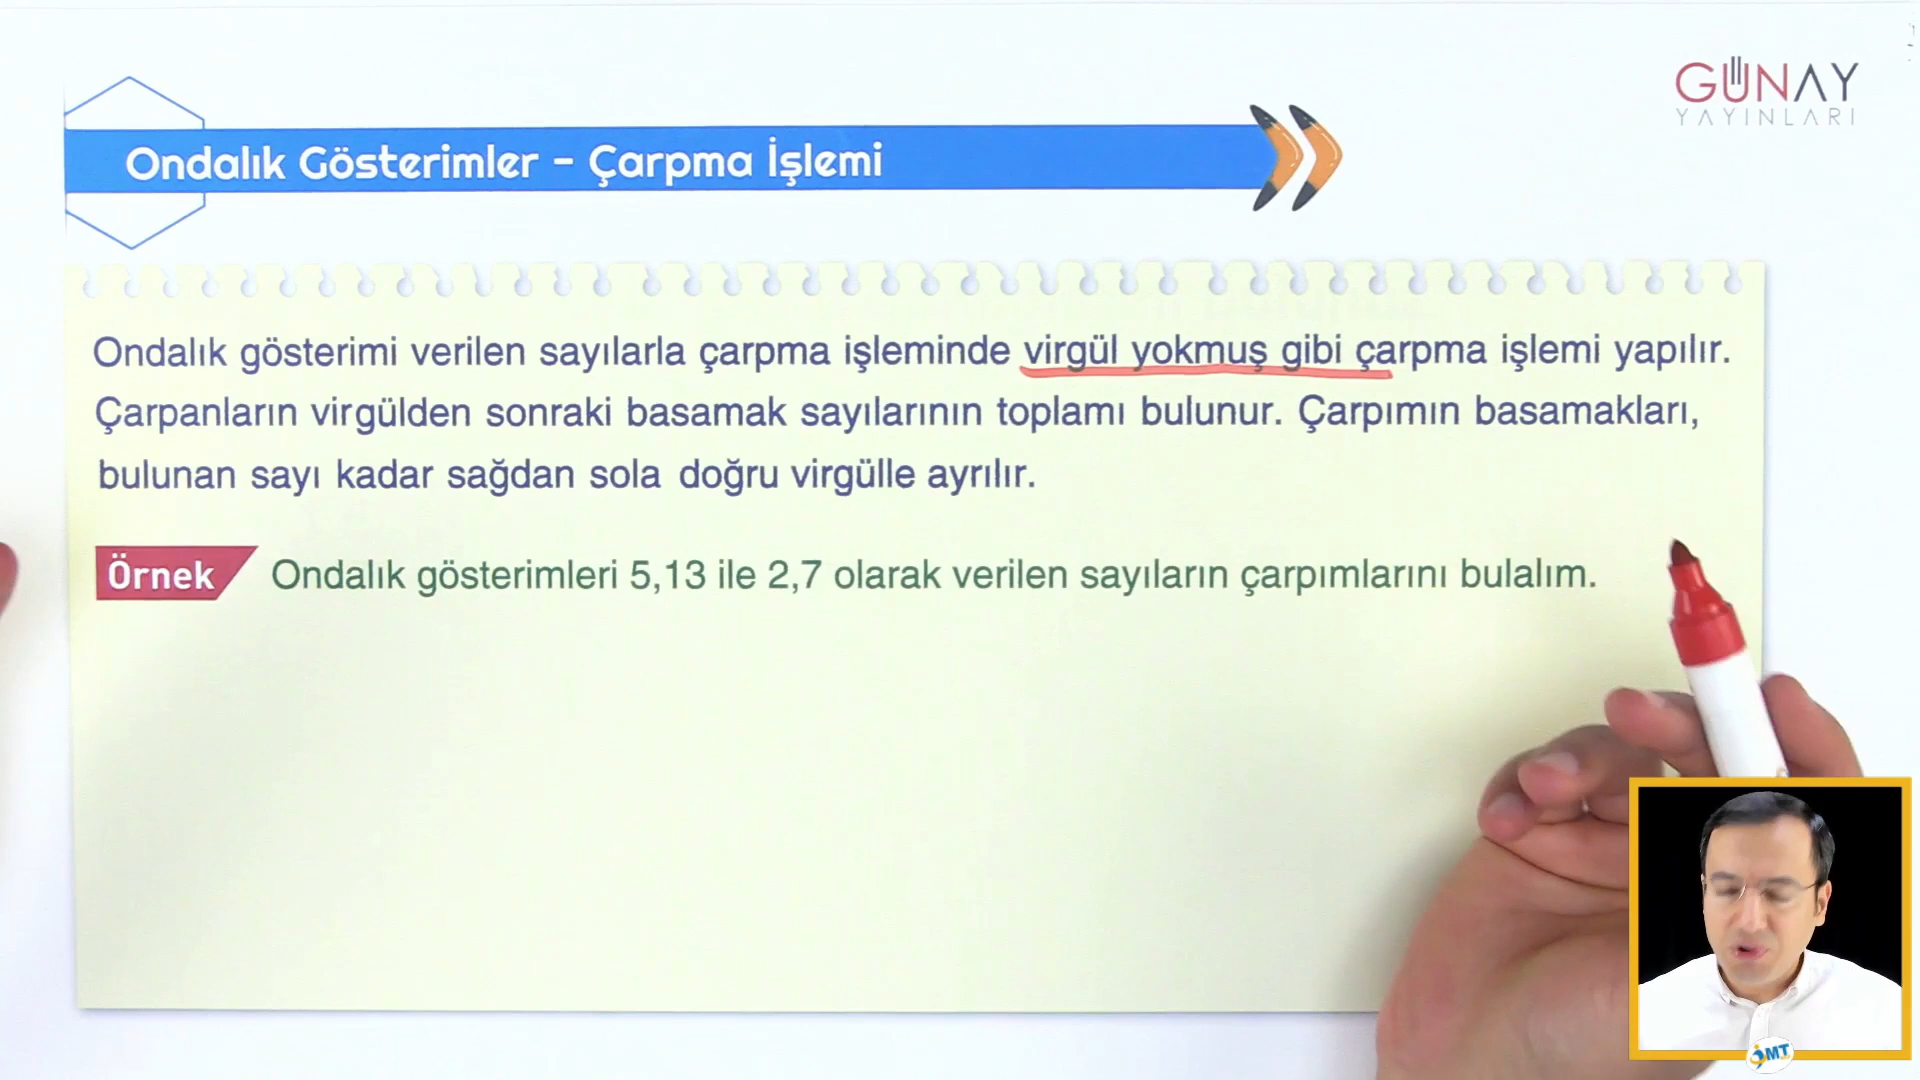 GÜNAY
YAYINLARI
Ondalık Gösterimler - Çarpma İşlemi
Ondalık gösterimi verilen sayılarla çarpma işleminde virgül yokmuş gibi çarpma işlemi yapılır.
Çarpanların virgülden sonraki basamak sayılarının toplamı bulunur. Çarpımın basamakları,
bulunan sayı kadar sağdan sola doğru virgülle ayrılır.
Örnek Ondalık gösterimleri 5,13 ile 2,7 olarak verilen sayıların çarpımlarını bulalım.
MT